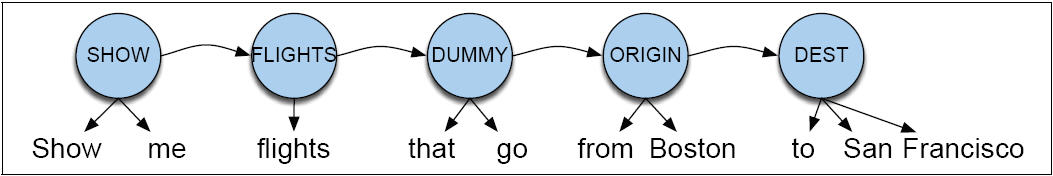 SHOW FLIGHTS DUMMY ORIGIN DEST
Show me flights that go from Boston to San Francisco